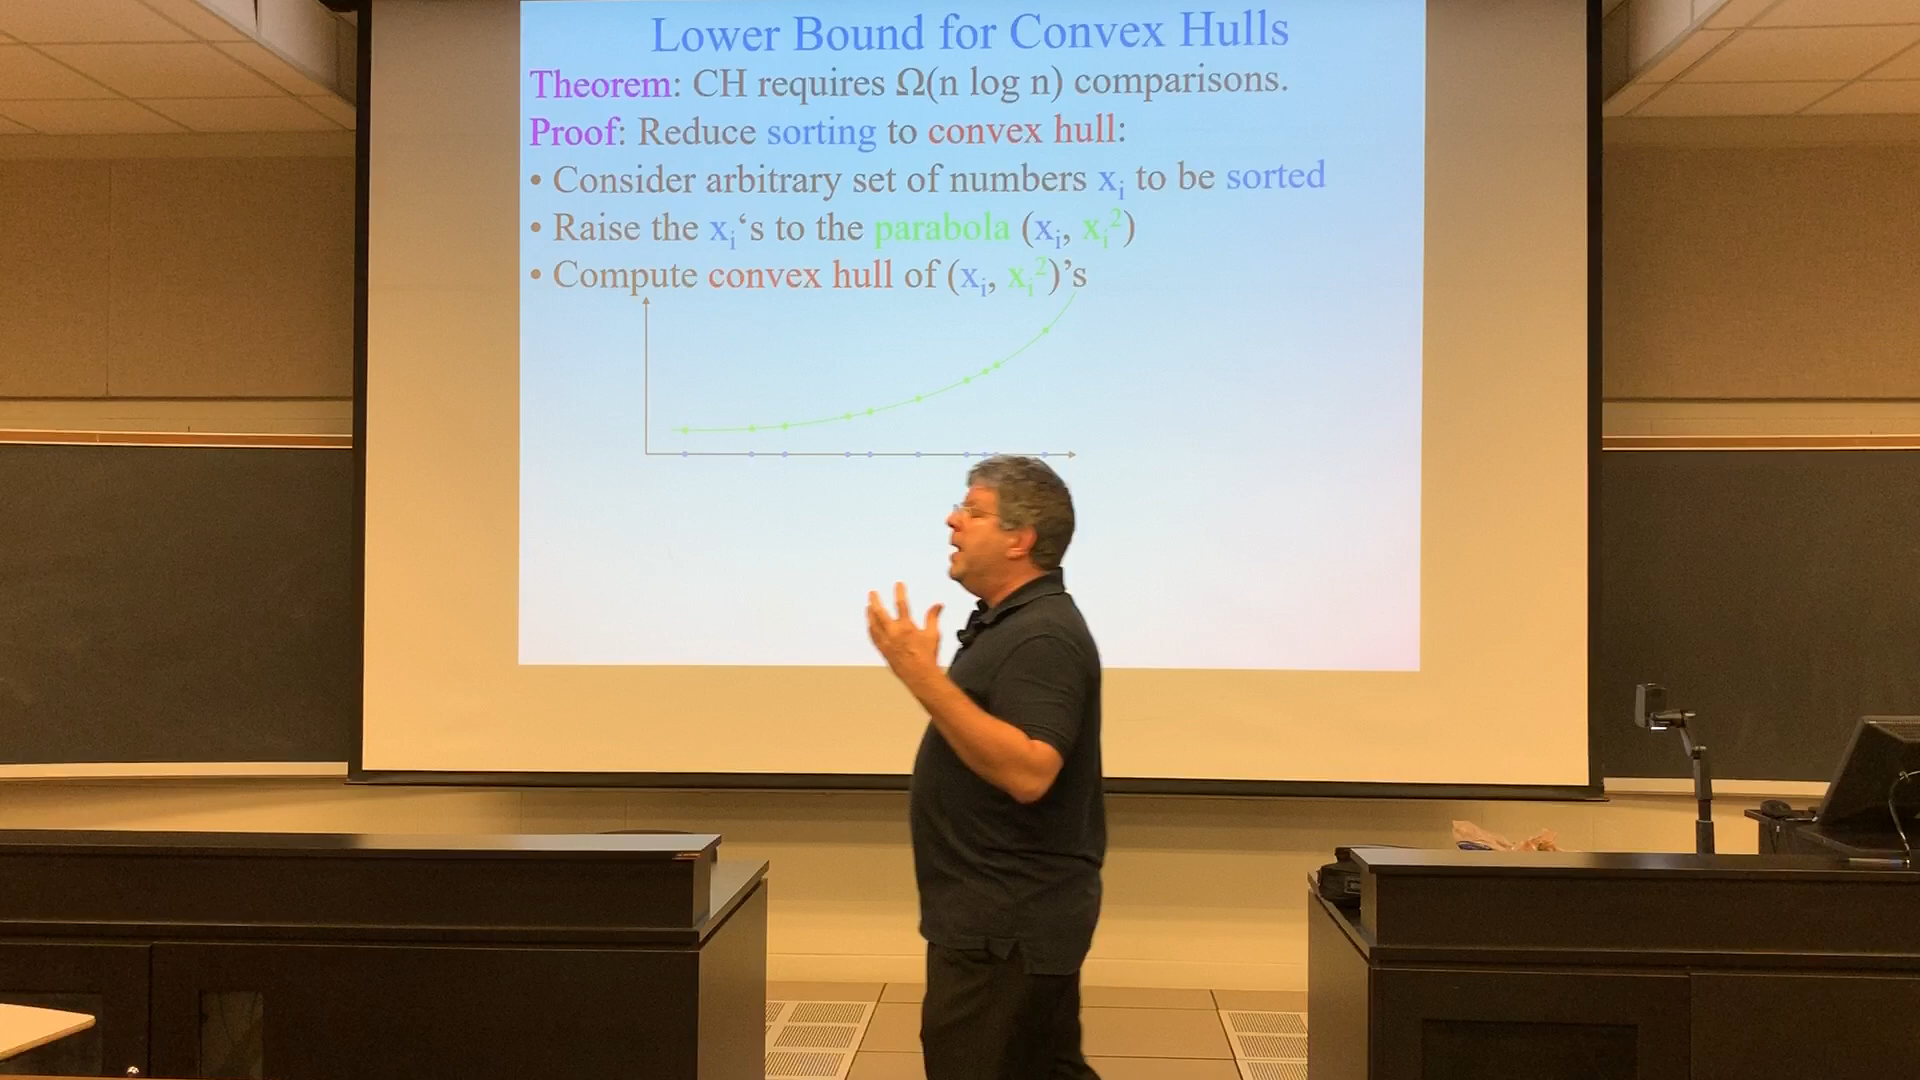 Lower Bound for Convex Hulls
Theorem: CH requires Ω(n log n) comparisons.
Proof: Reduce sorting to convex hull:
• Consider arbitrary set of numbers xᵢ to be sorted
• Raise the xᵢ‘s to the parabola (xᵢ, xᵢ²)
• Compute convex hull of (xᵢ, xᵢ²)’s